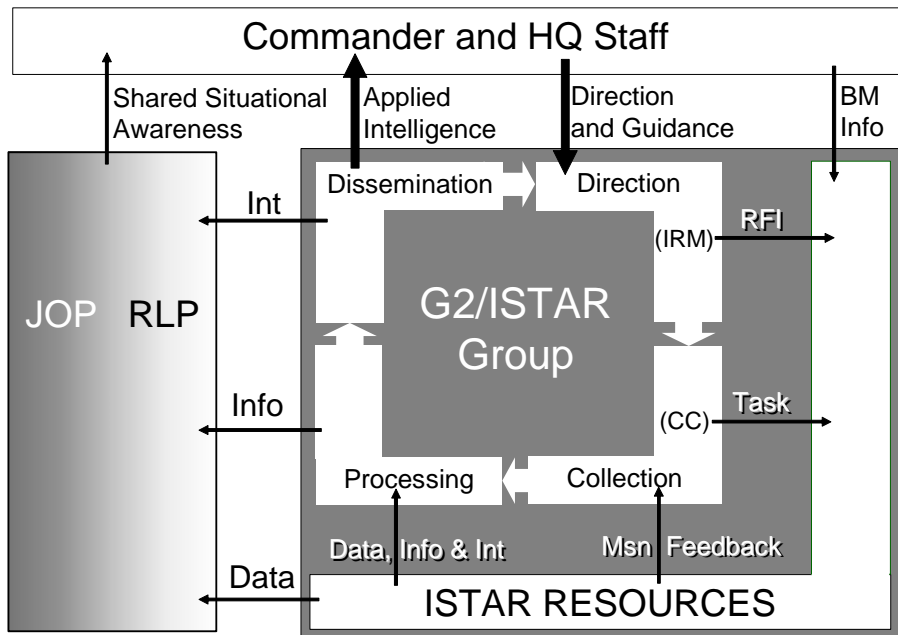 Commander and HQ Staff
Shared Situational
Awareness
Applied
Intelligence
Direction
and Guidance
BM
Info
Dissemination
Direction
Int
(IRM)
RFI
JOP
RLP
G2/ISTAR
Group
Info
(CC)
Task
Processing
Collection
Data, Info & Int
Msn Feedback
Data
ISTAR RESOURCES